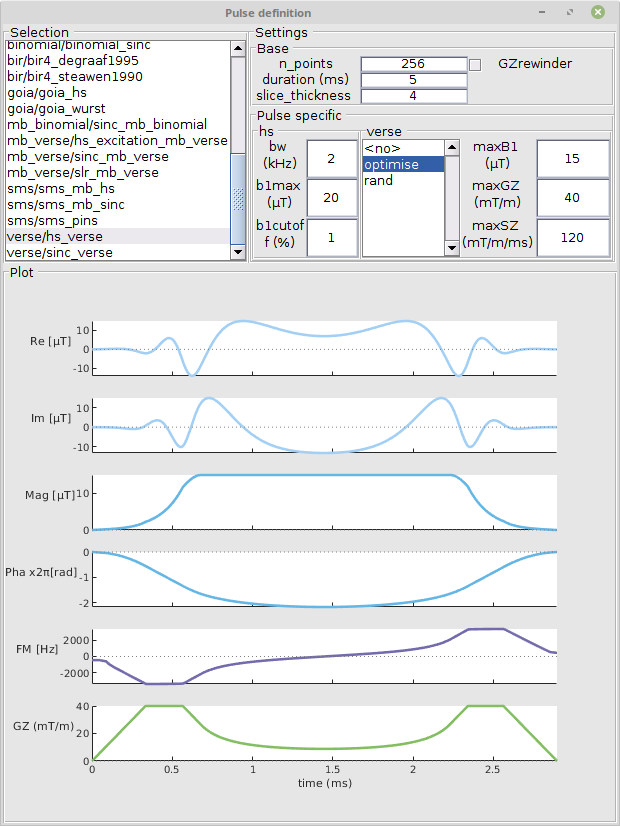 Pulse definition
Selection
binomial/binomial_sinc
bir/bir4_degraaf1995
bir/bir4_steawen1990
goia/goia_hs
goia/goia_wurst
mb_binomial/sinc_mb_binomial
mb_verse/hs_excitation_mb_verse
mb_verse/sinc_mb_verse
mb_verse/slr_mb_verse
sms/sms_mb_hs
sms/sms_mb_sinc
sms/sms_pins
verse/hs_verse
verse/sinc_verse
Settings
Base
n_points 256 GZrewinder
duration (ms) 5
slice_thickness 4
Pulse specific
hs
bw
(kHz) 2
b1max
(µT) 20
b1cutof
f (%) 1
verse
<no>
optimise
rand
maxB1
(µT) 15
maxGZ
(mT/m) 40
maxSZ
(mT/m/ms) 120
Plot
Re [µT]
10
0
-10
Im [µT]
10
0
-10
Mag [µT]
10
0
Pha x2π[rad]
0
-1
-2
FM [Hz]
2000
0
-2000
GZ (mT/m)
40
20
0
0 0.5 1 1.5 2 2.5
time (ms)